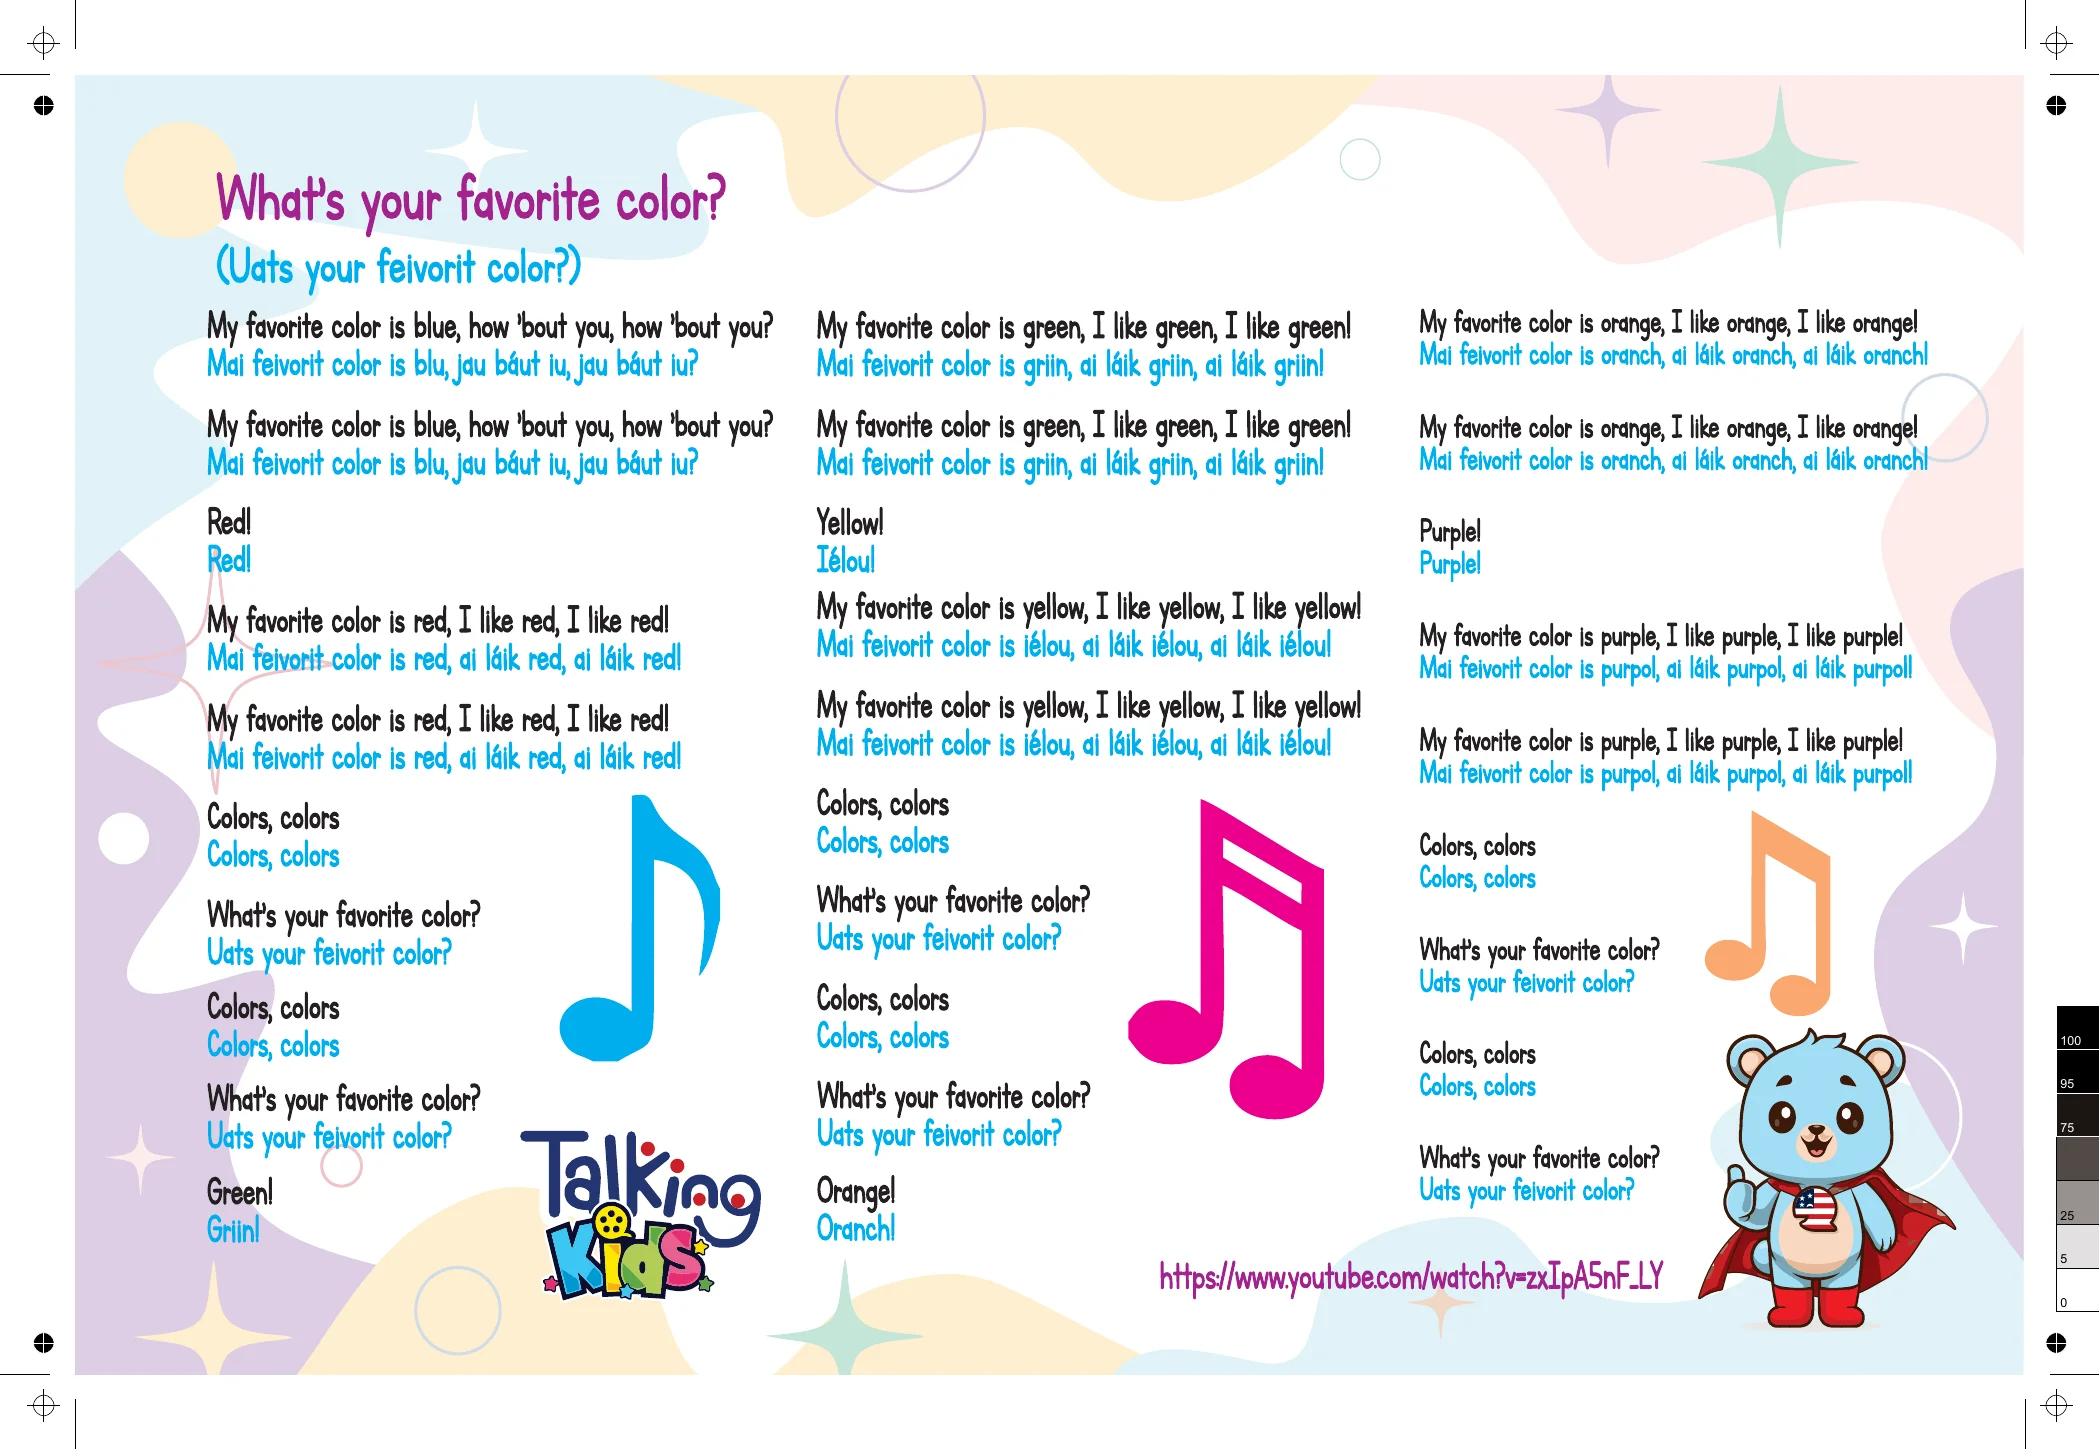 What's your favorite color?
(Uats your feivorit color?)
My favorite color is blue, how 'bout you, how 'bout you?
Mai feivorit color is blu, jau báut iu, jau báut iu?
My favorite color is blue, how 'bout you, how 'bout you?
Mai feivorit color is blu, jau báut iu, jau báut iu?
Red!
Red!
My favorite color is red, I like red, I like red!
Mai feivorit color is red, ai láik red, ai láik red!
My favorite color is red, I like red, I like red!
Mai feivorit color is red, ai láik red, ai láik red!
Colors, colors
Colors, colors
What's your favorite color?
Uats your feivorit color?
Colors, colors
Colors, colors
What's your favorite color?
Uats your feivorit color?
Green!
Griin!
Talking
Kids
My favorite color is green, I like green, I like green!
Mai feivorit color is griin, ai láik griin, ai láik griin!
My favorite color is green, I like green, I like green!
Mai feivorit color is griin, ai láik griin, ai láik griin!
Yellow!
Iélou!
My favorite color is yellow, I like yellow, I like yellow!
Mai feivorit color is iélou, ai láik iélou, ai láik iélou!
My favorite color is yellow, I like yellow, I like yellow!
Mai feivorit color is iélou, ai láik iélou, ai láik iélou!
Colors, colors
Colors, colors
What's your favorite color?
Uats your feivorit color?
Colors, colors
Colors, colors
What's your favorite color?
Uats your feivorit color?
Orange!
Oranch!
My favorite color is orange, I like orange, I like orange!
Mai feivorit color is oranch, ai láik oranch, ai láik oranch!
My favorite color is orange, I like orange, I like orange!
Mai feivorit color is oranch, ai láik oranch, ai láik oranch!
Purple!
Purple!
My favorite color is purple, I like purple, I like purple!
Mai feivorit color is purpol, ai láik purpol, ai láik purpol!
My favorite color is purple, I like purple, I like purple!
Mai feivorit color is purpol, ai láik purpol, ai láik purpol!
Colors, colors
Colors, colors
What's your favorite color?
Uats your feivorit color?
Colors, colors
Colors, colors
What's your favorite color?
Uats your feivorit color?
https://www.youtube.com/watch?v=zxIpA5nF_LY
100
95
75
25
5
0